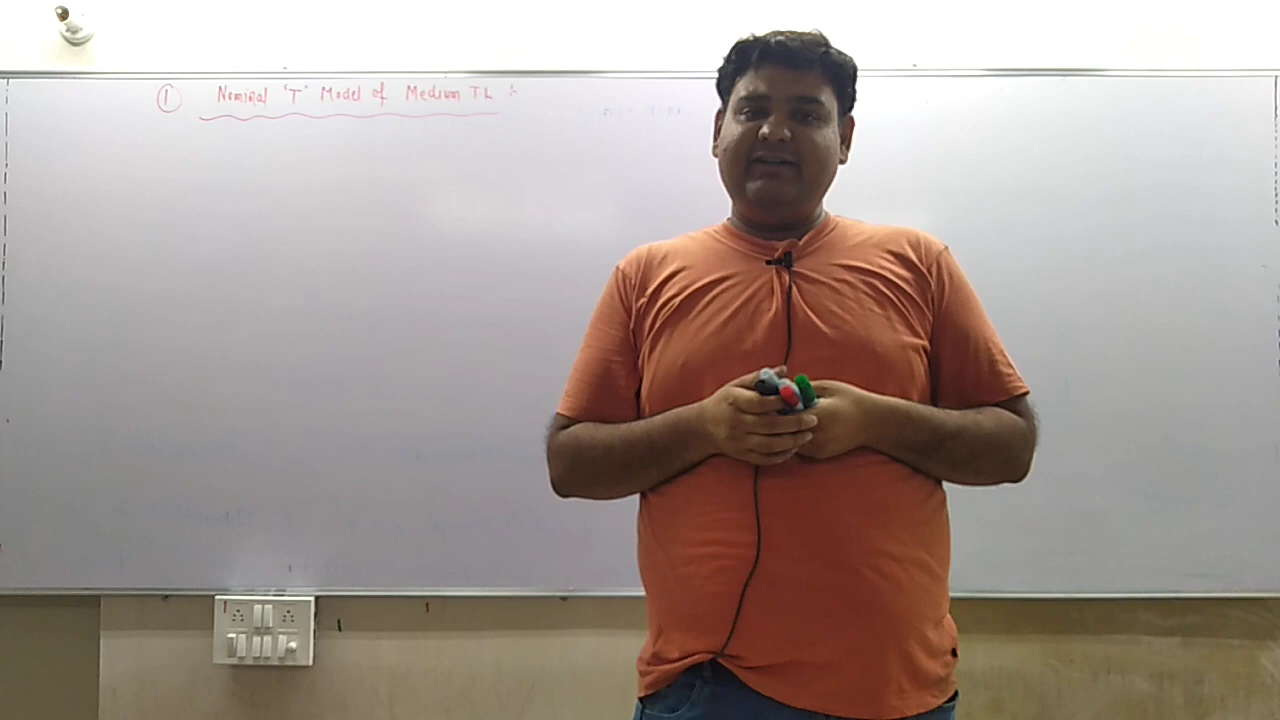 ① Nominal 'T' Model of Medium TL :-